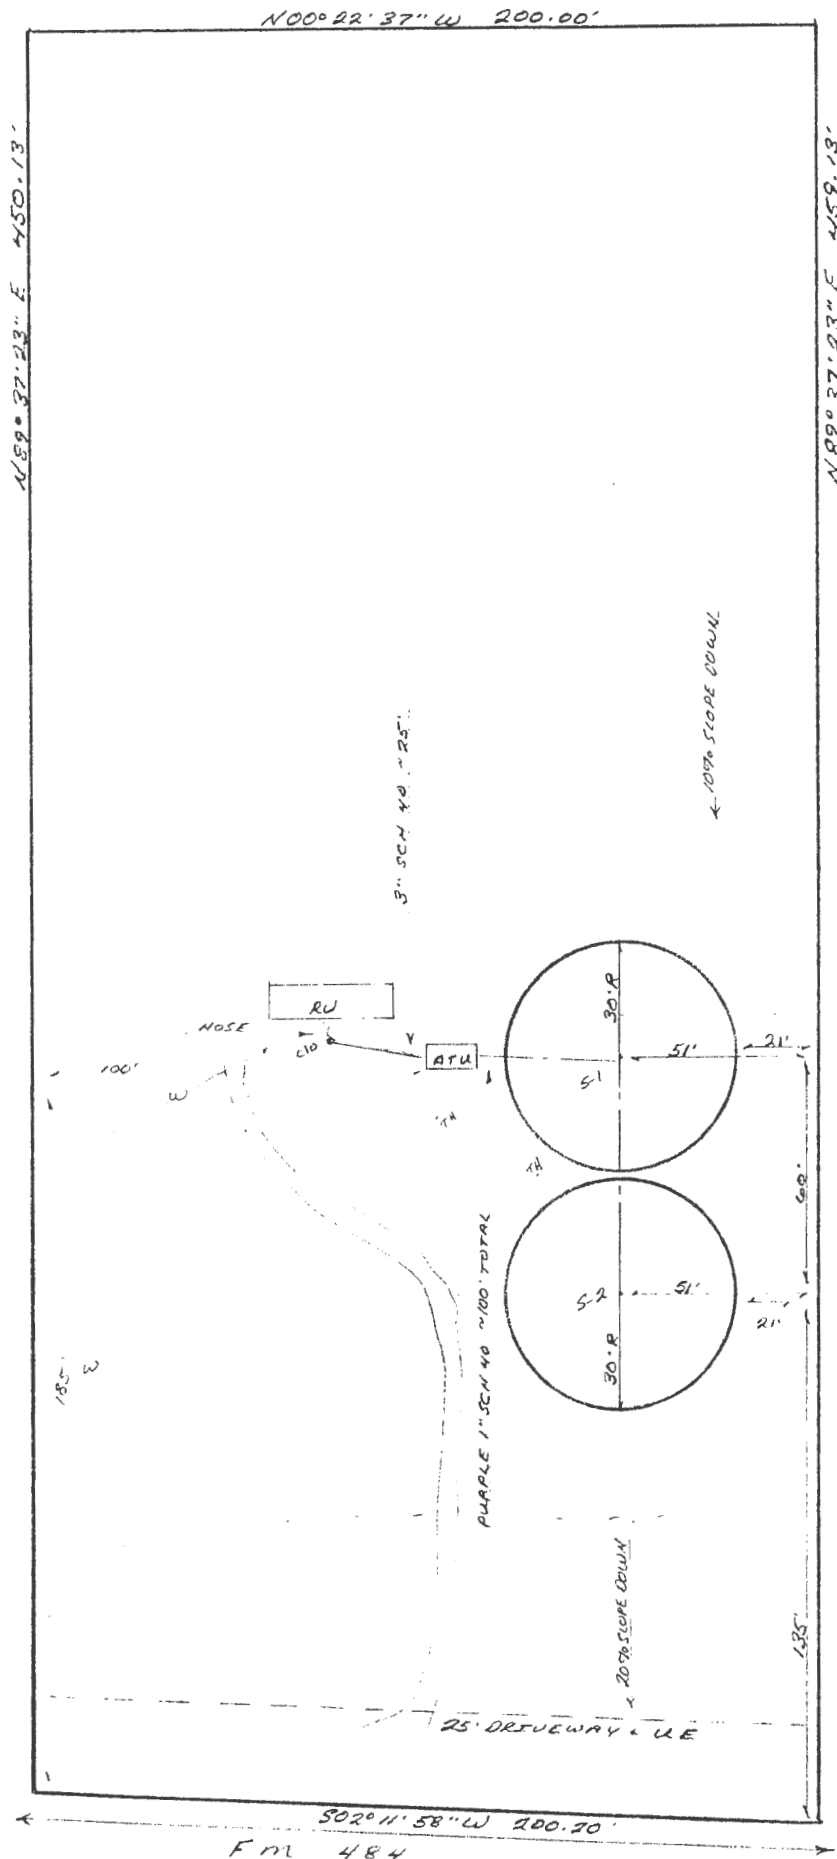 N00° 22' 37" W 200.00'
N89° 37' 23" E 450.13'
N89° 37' 23" E 459.13'
← 10% SLOPE DOWN
3" SCH 40 ~25'
RV
HOSE
C/O
ATU
100'
W
30'R
S-1
51'
21'
TH
TH
60'
PURPLE 1" SCH 40 ~100' TOTAL
S-2
51'
21'
30'R
185'
W
← 20% SLOPE DOWN
135'
25' DRIVEWAY & UE
S02° 11' 58" W 200.20'
Fm 484